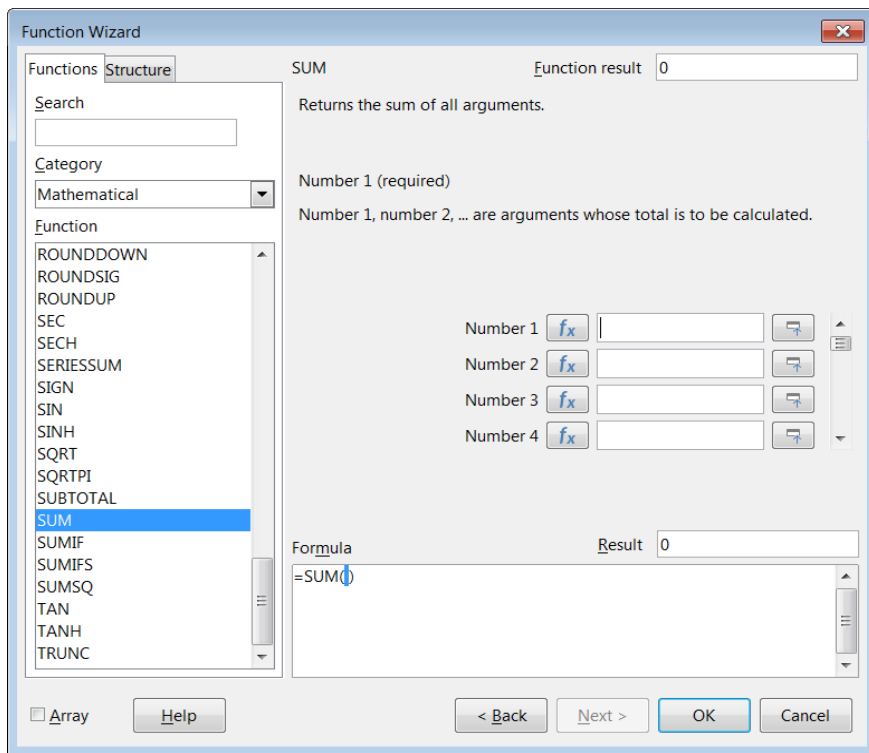 Function Wizard
Functions Structure
Search
Category
Mathematical
Function
ROUNDDOWN
ROUNDSIG
ROUNDUP
SEC
SECH
SERIESSUM
SIGN
SIN
SINH
SQRT
SQRTPI
SUBTOTAL
SUM
SUMIF
SUMIFS
SUMSQ
TAN
TANH
TRUNC
SUM Function result 0
Returns the sum of all arguments.
Number 1 (required)
Number 1, number 2, ... are arguments whose total is to be calculated.
Number 1 fx
Number 2 fx
Number 3 fx
Number 4 fx
Formula Result 0
=SUM()
Array Help < Back Next > OK Cancel